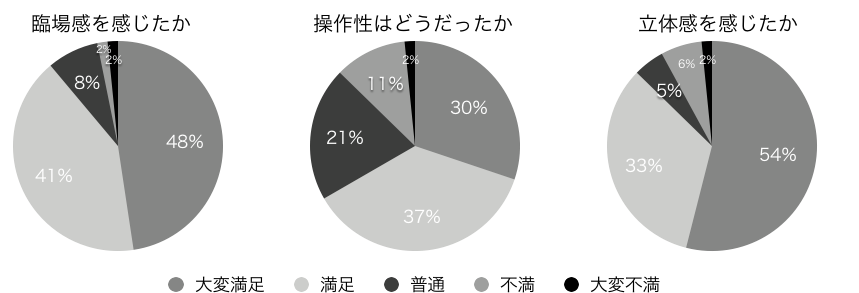 臨場感を感じたか
操作性はどうだったか
立体感を感じたか
2%
2%
8%
48%
41%
2%
11%
30%
21%
37%
6%
2%
5%
54%
33%
大変満足
満足
普通
不満
大変不満